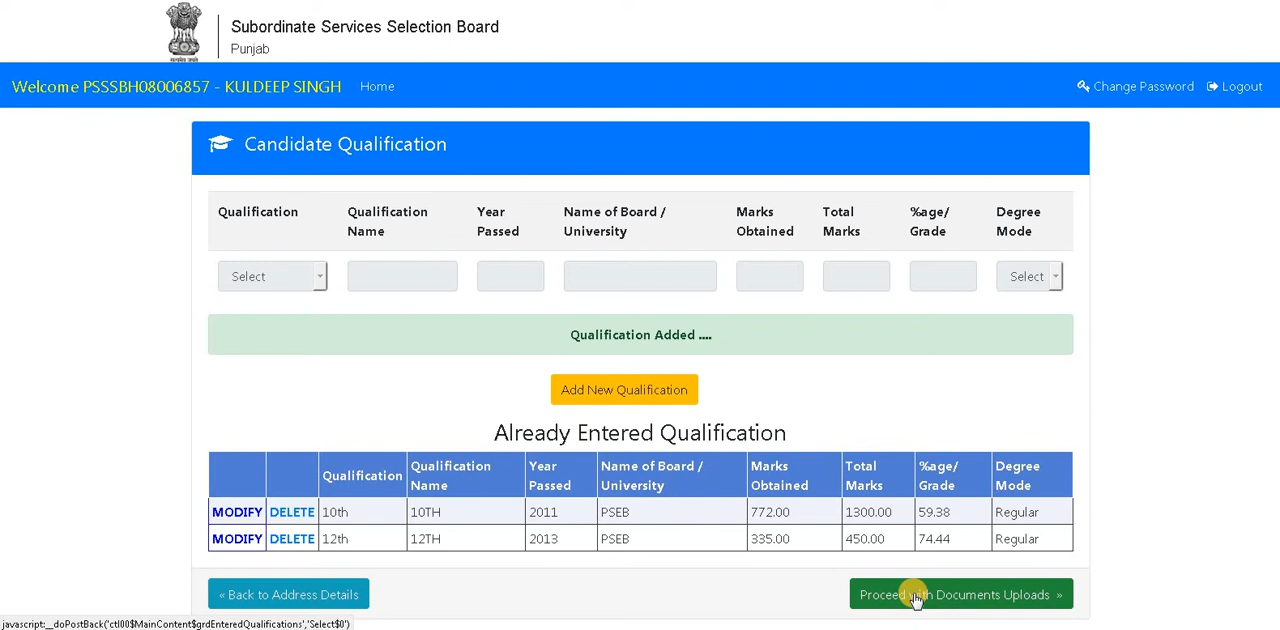 Subordinate Services Selection Board
Punjab
Welcome PSSSBH08006857 - KULDEEP SINGH Home Change Password Logout
Candidate Qualification
Qualification Qualification Name Year Passed Name of Board / University Marks Obtained Total Marks %age/ Grade Degree Mode
Select Select
Qualification Added ....
Add New Qualification
Already Entered Qualification
Qualification Qualification Name Year Passed Name of Board / University Marks Obtained Total Marks %age/ Grade Degree Mode
MODIFY DELETE 10th 10TH 2011 PSEB 772.00 1300.00 59.38 Regular
MODIFY DELETE 12th 12TH 2013 PSEB 335.00 450.00 74.44 Regular
« Back to Address Details Proceed with Documents Uploads »
javascript:__doPostBack('ctl00$MainContent$grdEnteredQualifications','Select$0')